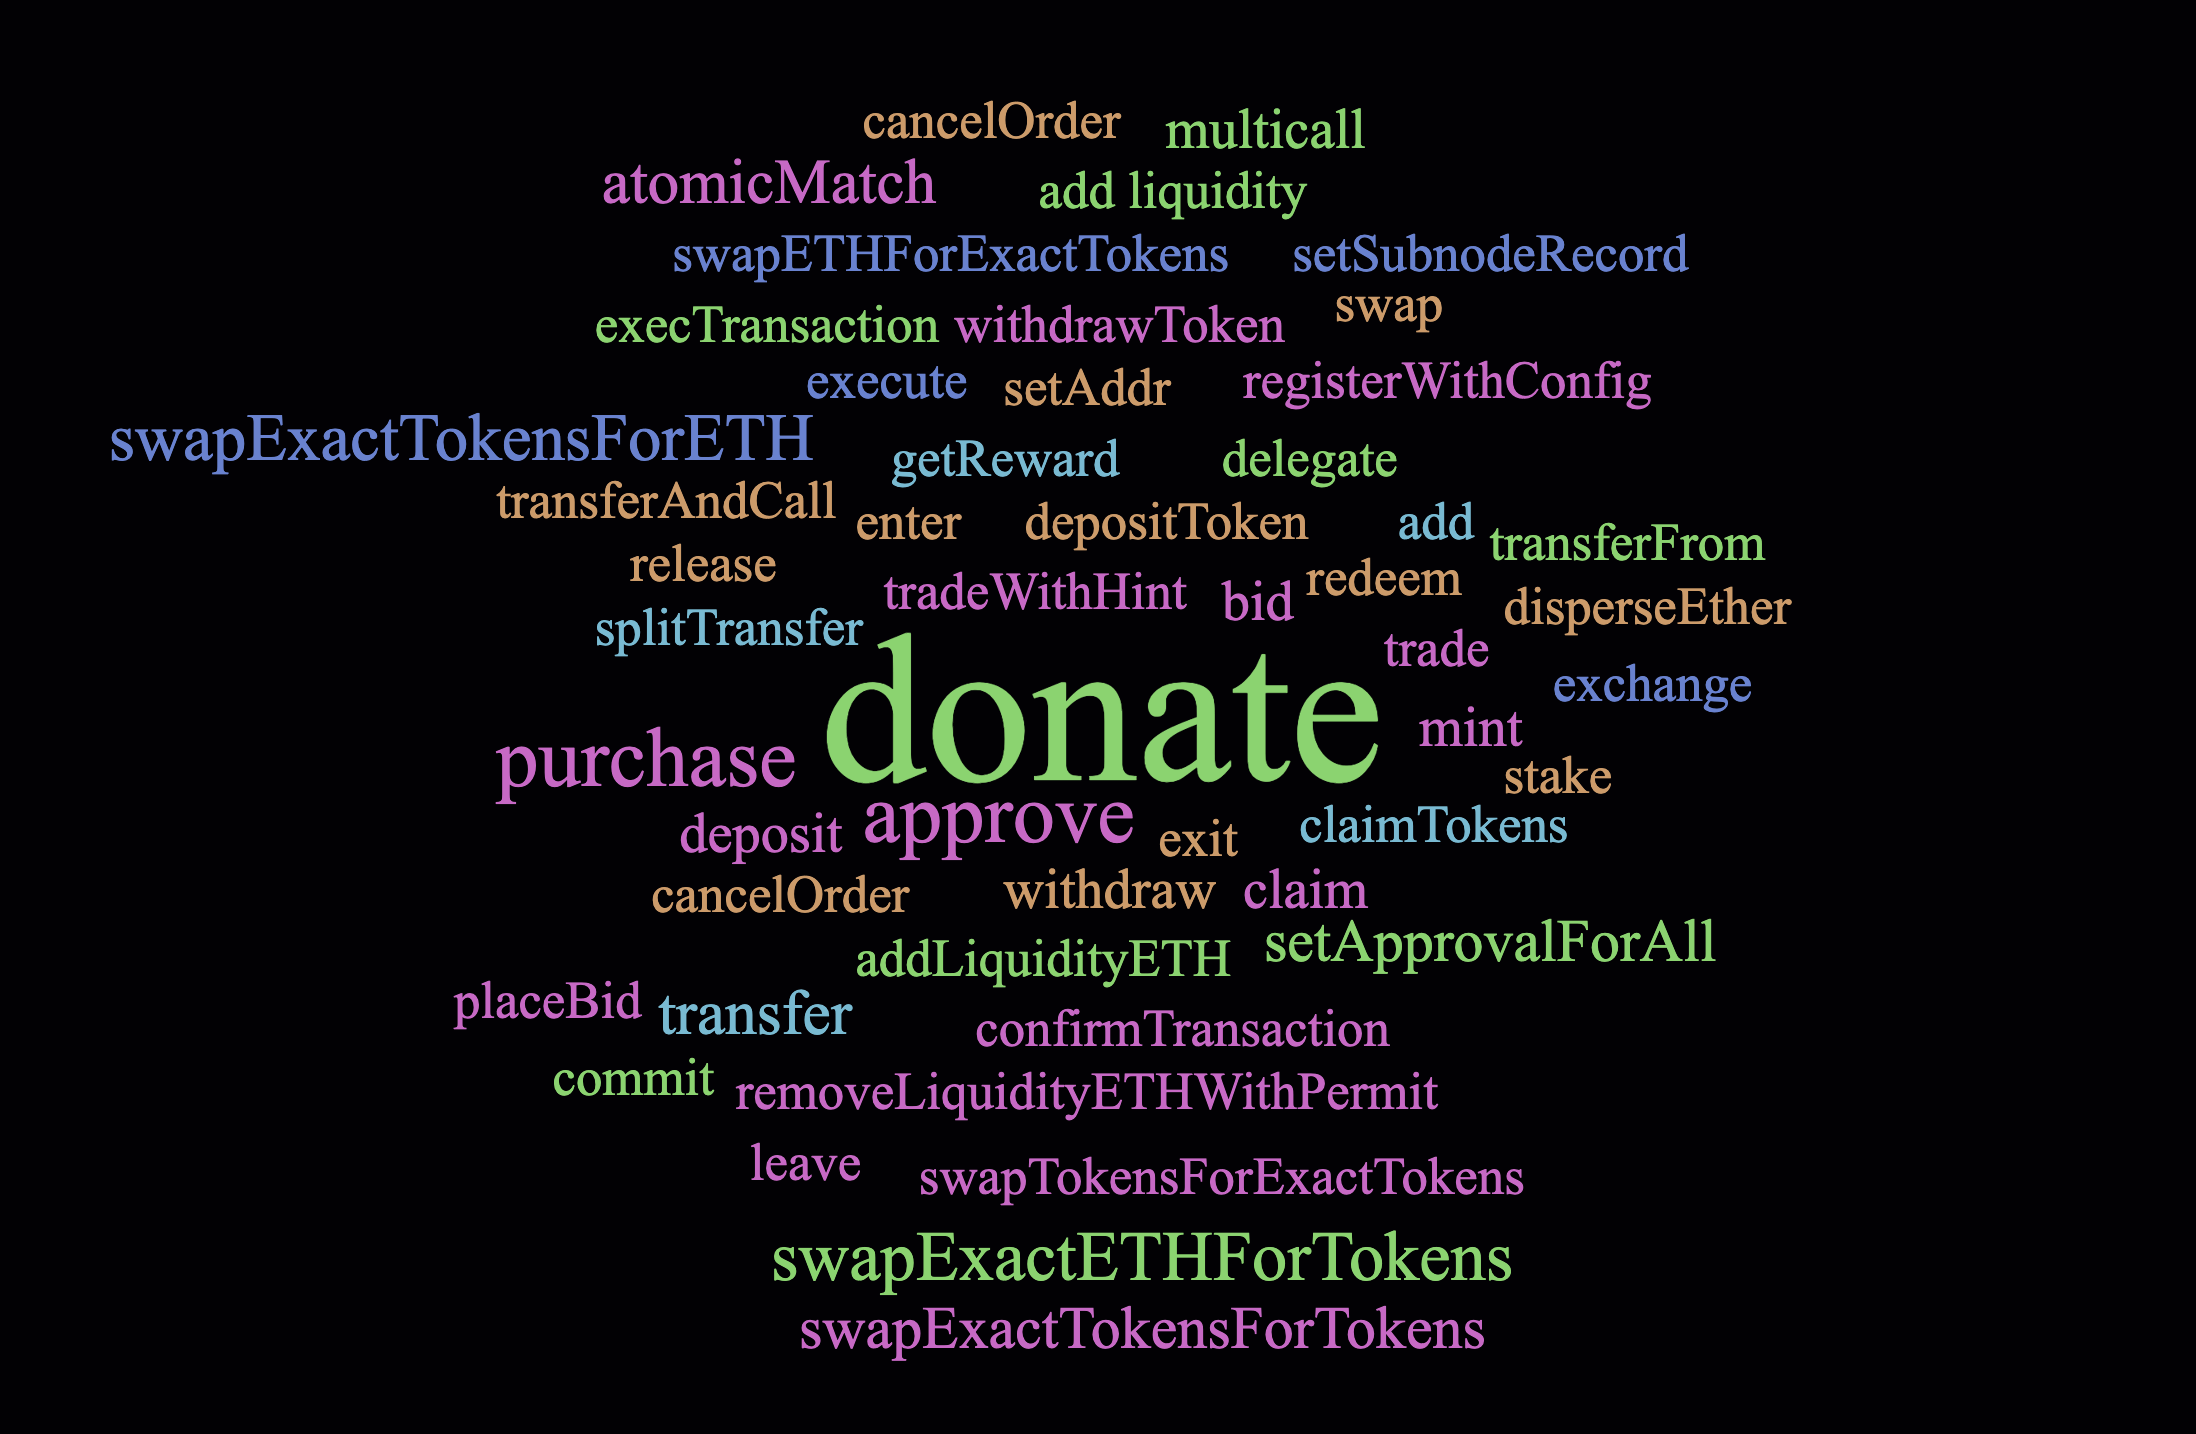 cancelOrder multicall
atomicMatch add liquidity
swapETHForExactTokens setSubnodeRecord
execTransaction withdrawToken swap
execute setAddr registerWithConfig
swapExactTokensForETH getReward delegate
transferAndCall enter depositToken add transferFrom
release tradeWithHint bid redeem disperseEther
splitTransfer trade
donate exchange
purchase mint
stake
deposit approve exit claimTokens
cancelOrder withdraw claim
addLiquidityETH setApprovalForAll
placeBid transfer confirmTransaction
commit removeLiquidityETHWithPermit
leave swapTokensForExactTokens
swapExactETHForTokens
swapExactTokensForTokens